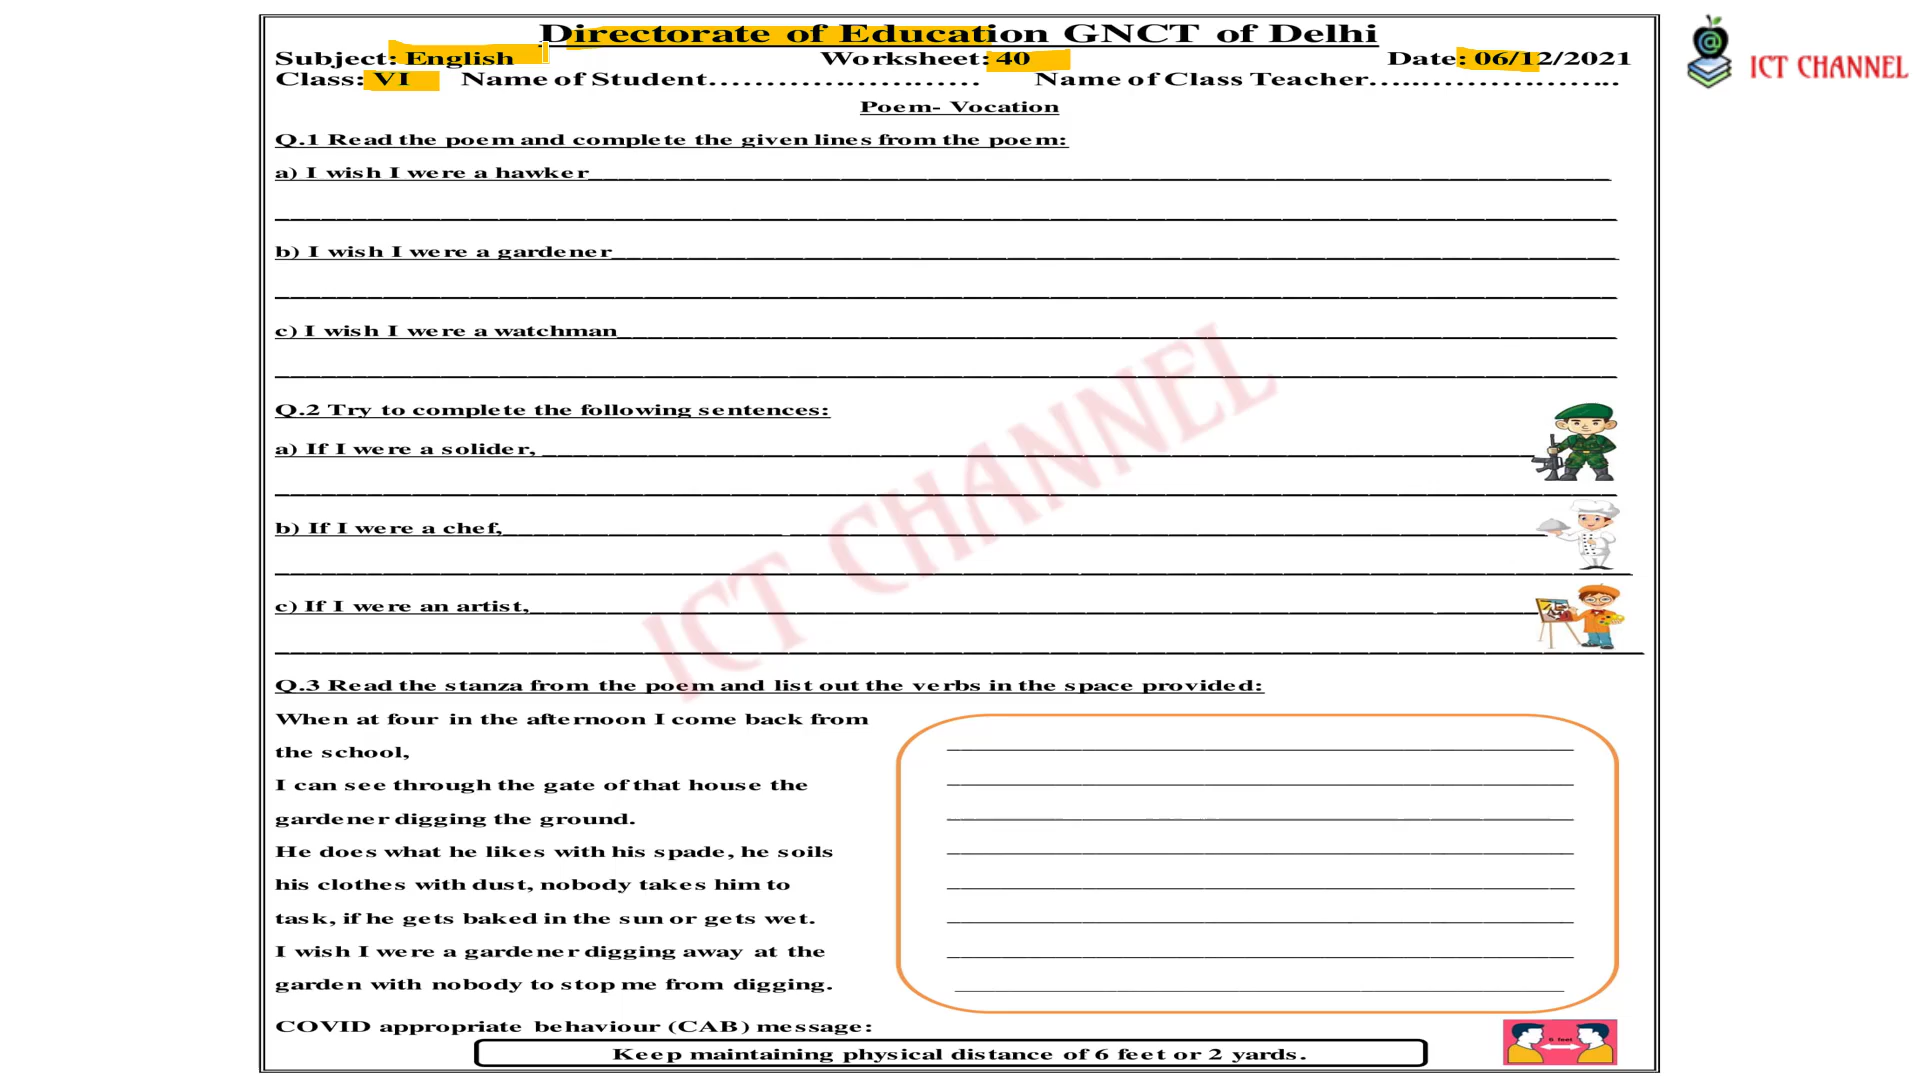 Directorate of Education GNCT of Delhi
Subject: English Worksheet: 40 Date: 06/12/2021
Class: VI Name of Student........................... Name of Class Teacher.........................
Poem- Vocation
Q.1 Read the poem and complete the given lines from the poem:
a) I wish I were a hawker
b) I wish I were a gardener
c) I wish I were a watchman
Q.2 Try to complete the following sentences:
a) If I were a solider,
b) If I were a chef,
c) If I were an artist,
Q.3 Read the stanza from the poem and list out the verbs in the space provided:
When at four in the afternoon I come back from
the school,
I can see through the gate of that house the
gardener digging the ground.
He does what he likes with his spade, he soils
his clothes with dust, nobody takes him to
task, if he gets baked in the sun or gets wet.
I wish I were a gardener digging away at the
garden with nobody to stop me from digging.
COVID appropriate behaviour (CAB) message:
Keep maintaining physical distance of 6 feet or 2 yards.
6 feet
ICT CHANNEL
@ ICT CHANNEL